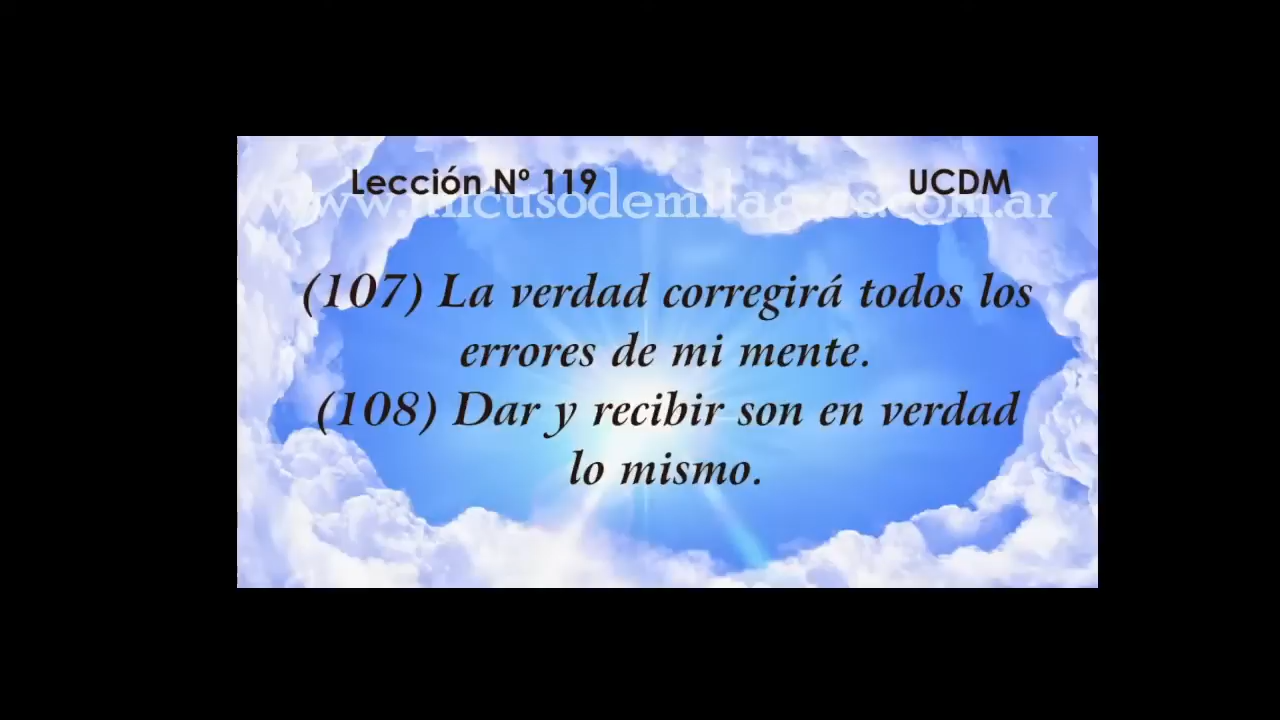 Lección Nº 119 UCDM
(107) La verdad corregirá todos los
errores de mi mente.
(108) Dar y recibir son en verdad
lo mismo.